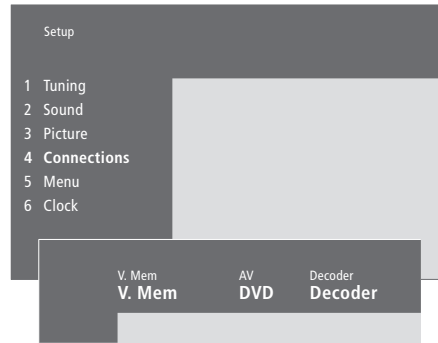 Setup
1 Tuning
2 Sound
3 Picture
4 Connections
5 Menu
6 Clock
V. Mem AV Decoder
V. Mem DVD Decoder